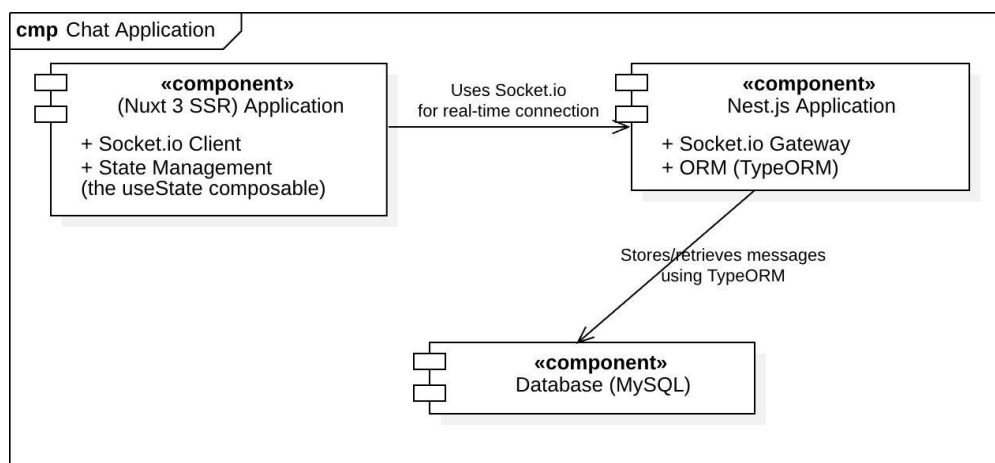 cmp Chat Application
«component»
(Nuxt 3 SSR) Application
+ Socket.io Client
+ State Management
(the useState composable)
Uses Socket.io
for real-time connection
«component»
Nest.js Application
+ Socket.io Gateway
+ ORM (TypeORM)
Stores/retrieves messages
using TypeORM
«component»
Database (MySQL)